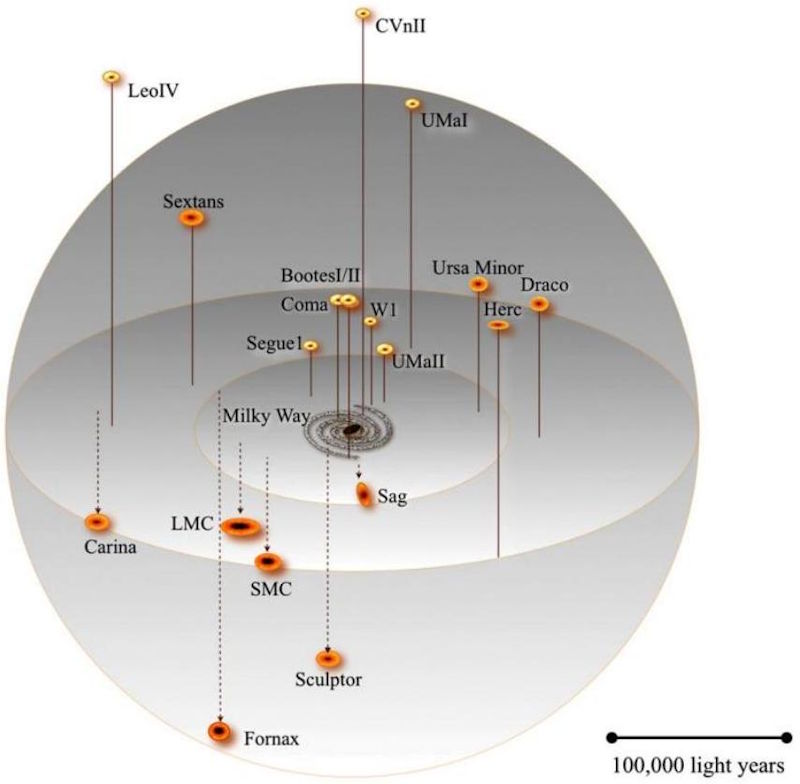 CVnII
LeoIV
UMaI
Sextans
BootesI/II
Ursa Minor
Draco
Coma
W1
Herc
Segue1
UMaII
Milky Way
Sag
LMC
Carina
SMC
Sculptor
Fornax
100,000 light years